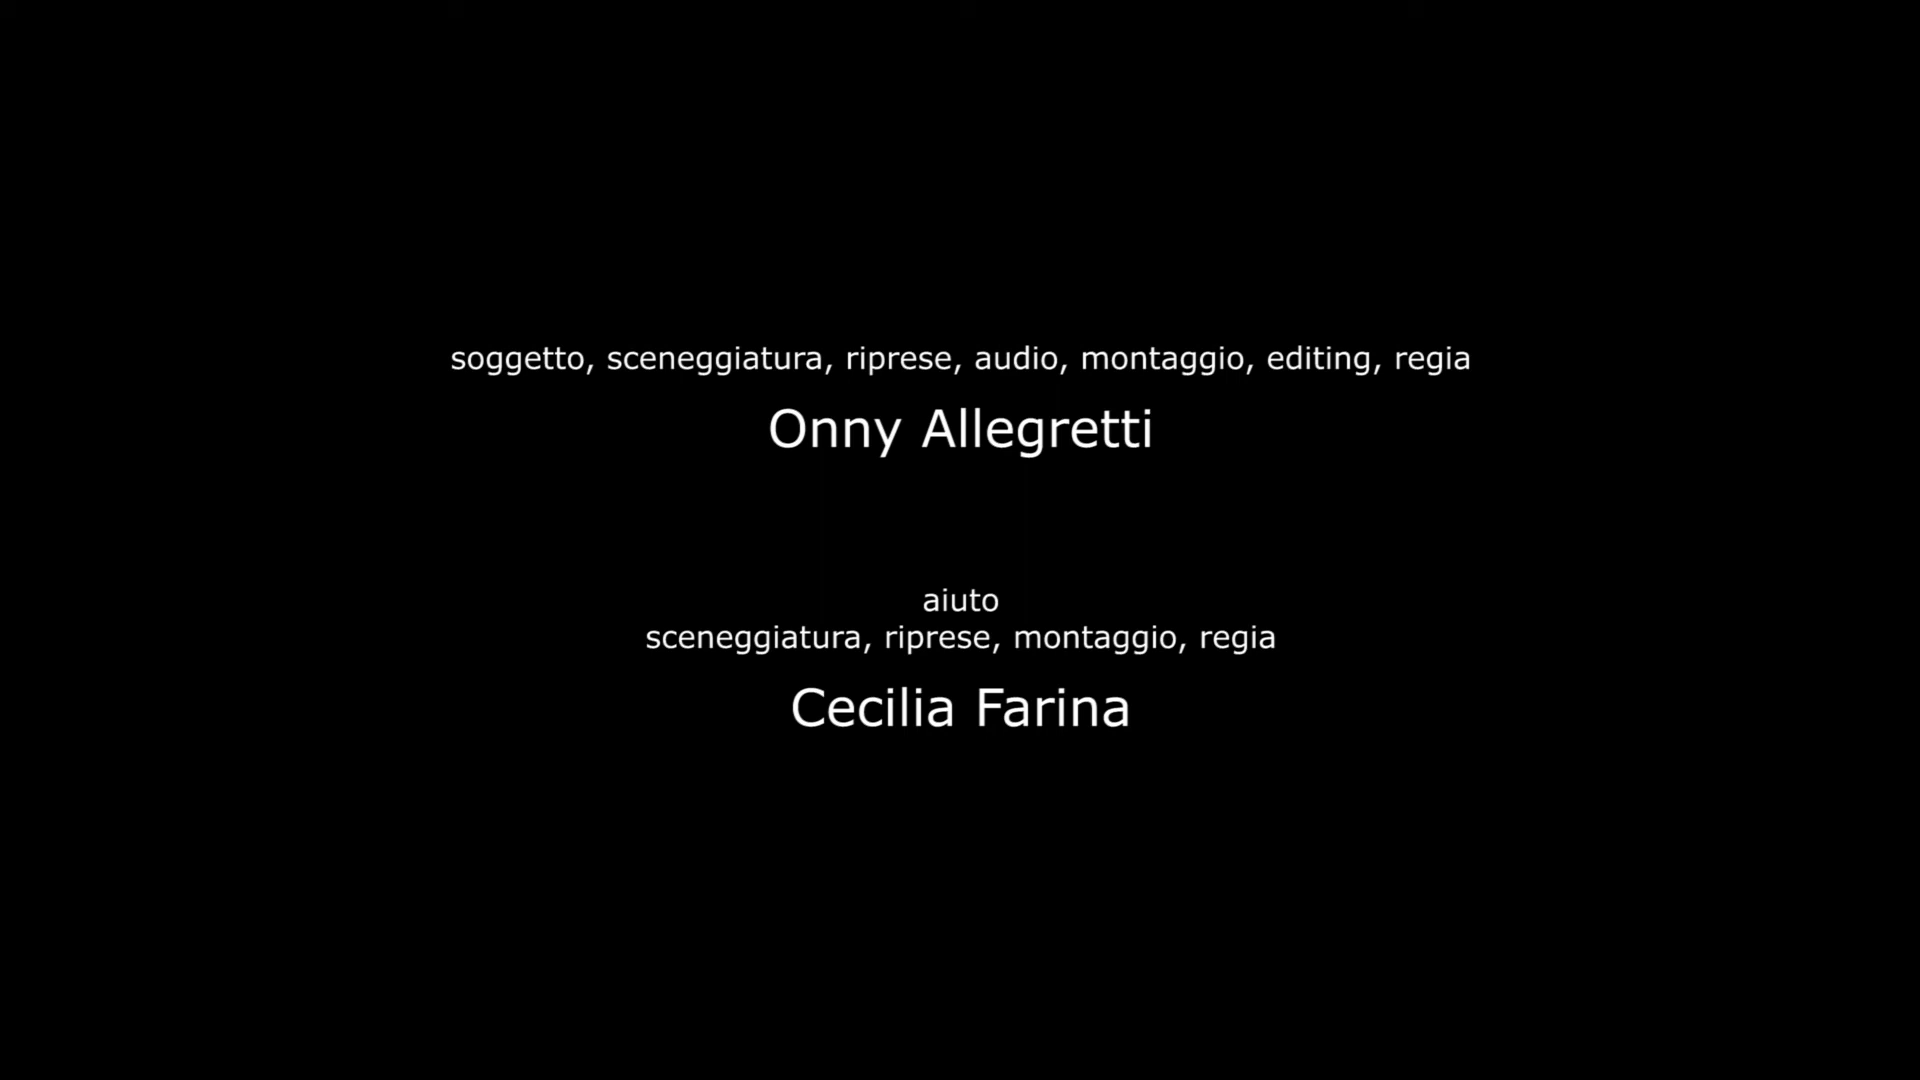 soggetto, sceneggiatura, riprese, audio, montaggio, editing, regia
Onny Allegretti
aiuto
sceneggiatura, riprese, montaggio, regia
Cecilia Farina